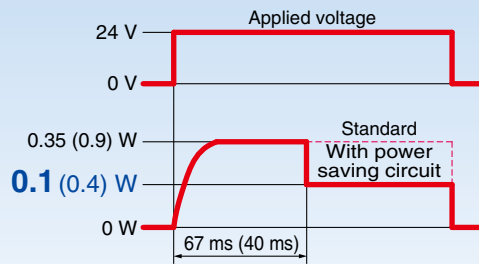 Applied voltage
24 V
0 V
0.35 (0.9) W
Standard
With power
saving circuit
0.1 (0.4) W
0 W
67 ms (40 ms)